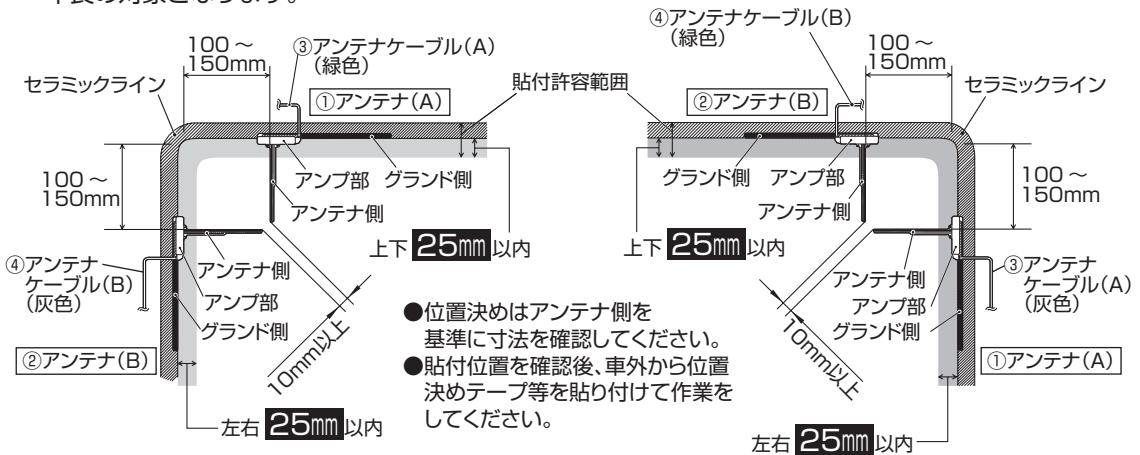 ④アンテナケーブル(B)
(緑色)
100～
150mm
③アンテナケーブル(A)
(緑色)
セラミックライン
①アンテナ(A)
貼付許容範囲
②アンテナ(B)
100～
150mm
セラミックライン
100～
150mm
アンプ部
グランド側
アンテナ側
グランド側
アンプ部
アンテナ側
100～
150mm
上下 25mm 以内
上下 25mm 以内
④アンテナ
ケーブル(B)
(灰色)
アンテナ側
アンプ部
グランド側
10mm以上
②アンテナ(B)
左右 25mm 以内
●位置決めはアンテナ側を
基準に寸法を確認してください。
●貼付位置を確認後、車外から位置
決めテープ等を貼り付けて作業を
してください。
アンテナ側
アンプ部
グランド側
10mm以上
③アンテナ
ケーブル(A)
(灰色)
①アンテナ(A)
左右 25mm 以内